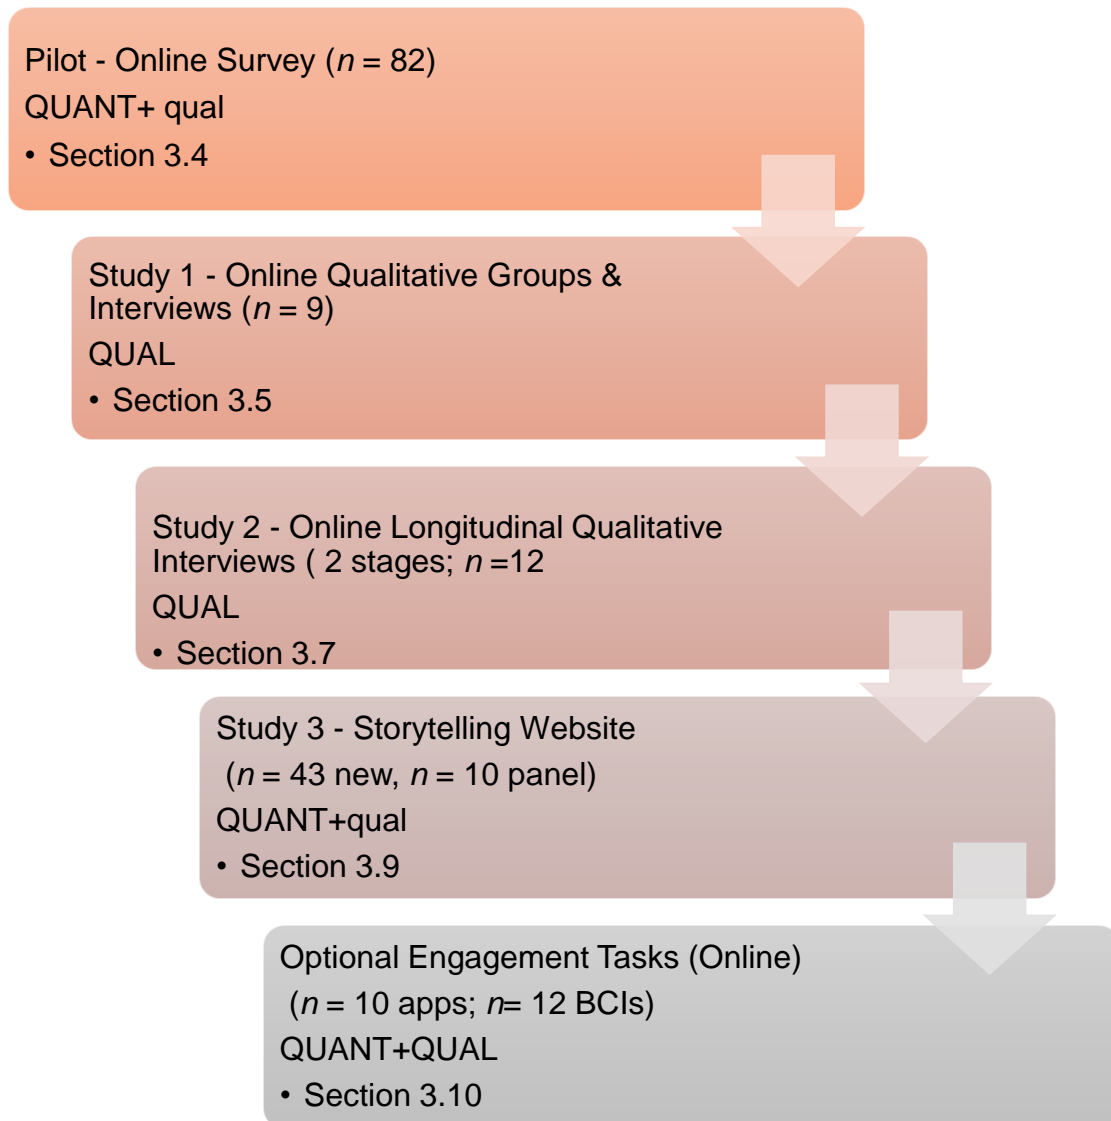 Pilot - Online Survey (n = 82)
QUANT+ qual
• Section 3.4
Study 1 - Online Qualitative Groups &
Interviews (n = 9)
QUAL
• Section 3.5
Study 2 - Online Longitudinal Qualitative
Interviews ( 2 stages; n =12
QUAL
• Section 3.7
Study 3 - Storytelling Website
(n = 43 new, n = 10 panel)
QUANT+qual
• Section 3.9
Optional Engagement Tasks (Online)
(n = 10 apps; n= 12 BCIs)
QUANT+QUAL
• Section 3.10